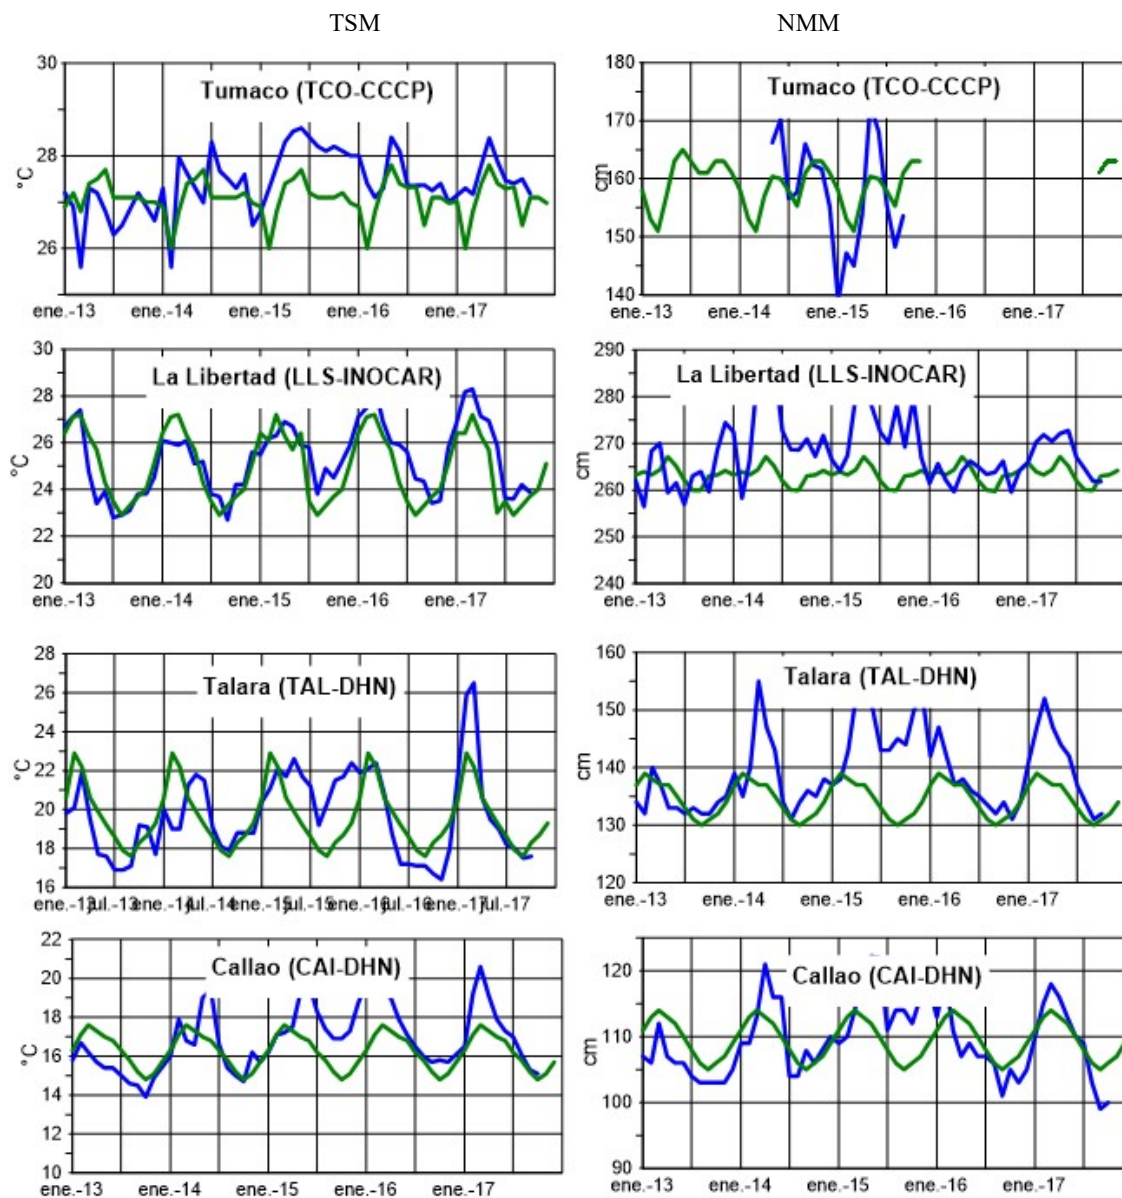 TSM NMM
30 180
Tumaco (TCO-CCCP) Tumaco (TCO-CCCP)
28 170
°C cm 160
26 150
140
ene.-13 ene.-14 ene.-15 ene.-16 ene.-17 ene.-13 ene.-14 ene.-15 ene.-16 ene.-17
30 290
La Libertad (LLS-INOCAR) La Libertad (LLS-INOCAR)
28 280
26 270
°C cm
24 260
22 250
20 240
ene.-13 ene.-14 ene.-15 ene.-16 ene.-17 ene.-13 ene.-14 ene.-15 ene.-16 ene.-17
28 160
Talara (TAL-DHN) Talara (TAL-DHN)
26 150
24
22 140
°C cm
20 130
18
16 120
ene.-13 jul.-13 ene.-14 jul.-14 ene.-15 jul.-15 ene.-16 jul.-16 ene.-17 jul.-17 ene.-13 ene.-14 ene.-15 ene.-16 ene.-17
22
Callao (CAI-DHN) Callao (CAI-DHN)
20 120
18
°C cm 110
16
14 100
12
10 90
ene.-13 ene.-14 ene.-15 ene.-16 ene.-17 ene.-13 ene.-14 ene.-15 ene.-16 ene.-17